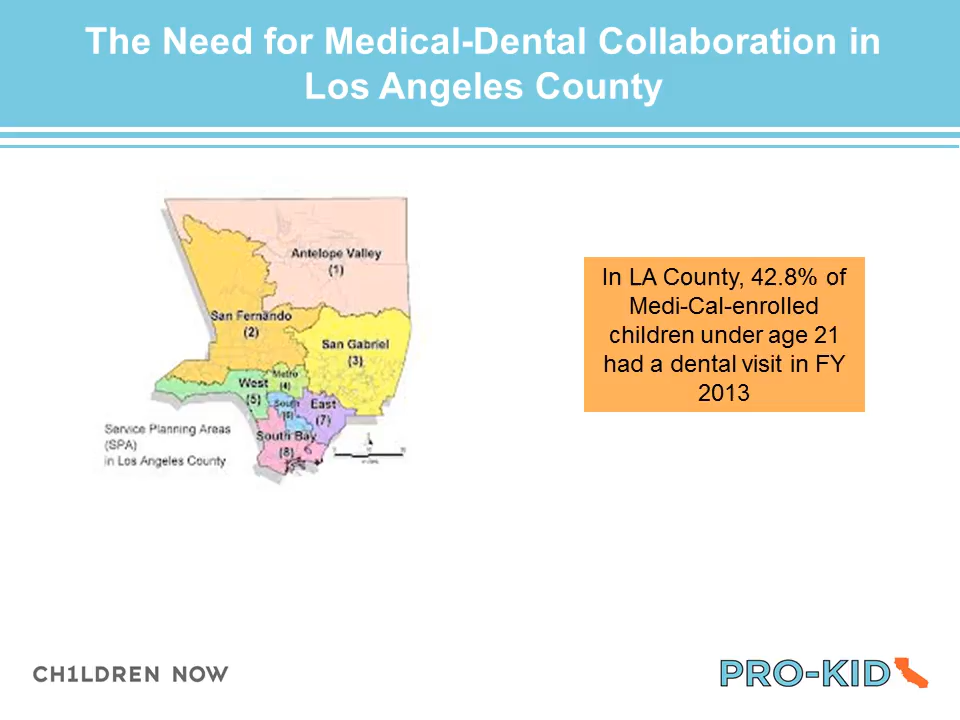 The Need for Medical-Dental Collaboration in
Los Angeles County
Antelope Valley
(1)
San Fernando
(2)
San Gabriel
(3)
Metro
(4)
West
(5)
South
(6)
East
(7)
South Bay
(8)
Service Planning Areas
(SPA)
in Los Angeles County
In LA County, 42.8% of
Medi-Cal-enrolled
children under age 21
had a dental visit in FY
2013
CH1LDREN NOW
PRO-KID